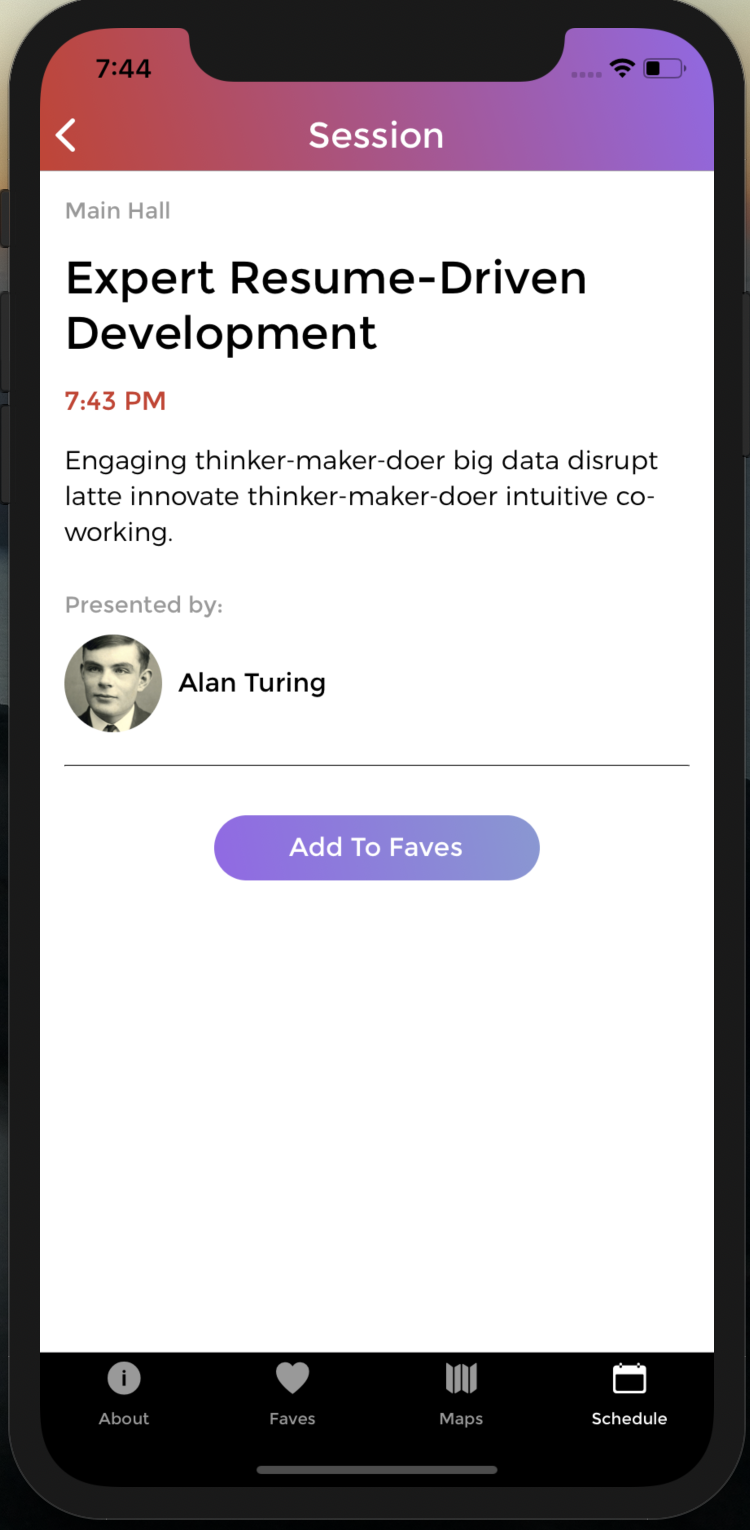 7:44
Session
Main Hall
Expert Resume-Driven
Development
7:43 PM
Engaging thinker-maker-doer big data disrupt
latte innovate thinker-maker-doer intuitive co-
working.
Presented by:
Alan Turing
Add To Faves
About
Faves
Maps
Schedule